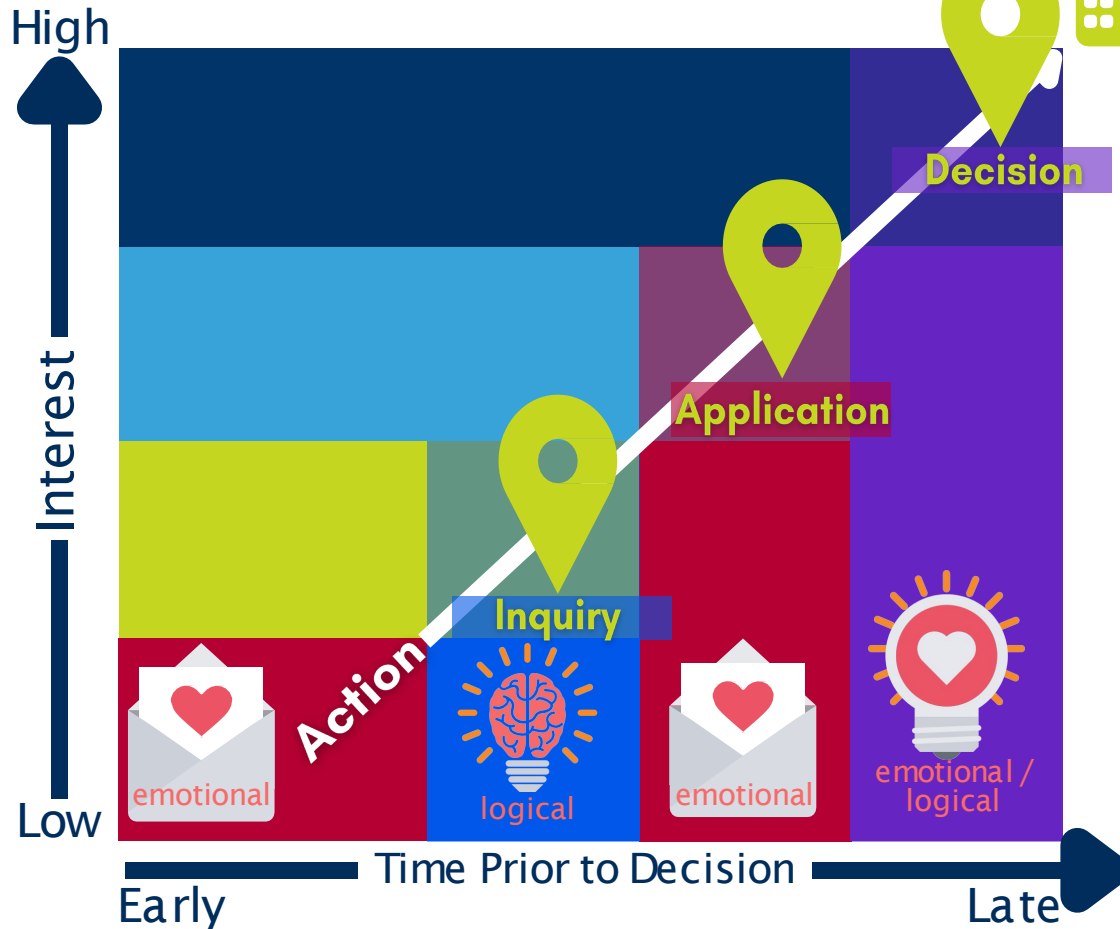 High
Decision
Application
Interest
Inquiry
Action
emotional
logical
emotional
emotional /
logical
Low
Time Prior to Decision
Early
Late